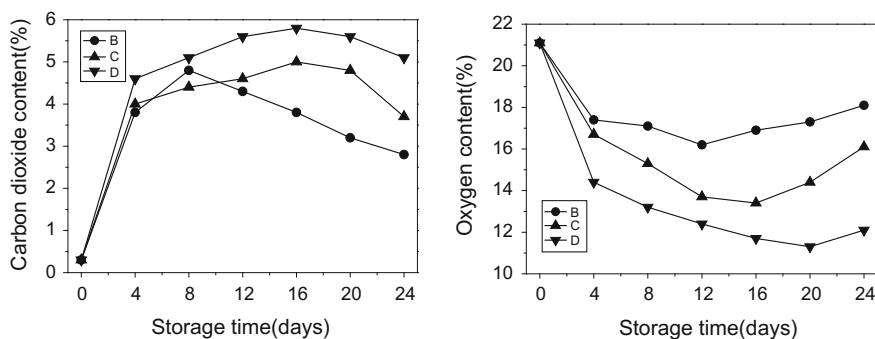 Carbon dioxide content(%)
6
5
4
3
2
1
0
B
C
D
0 4 8 12 16 20 24
Storage time(days)
Oxygen content(%)
22
20
18
16
14
12
10
B
C
D
0 4 8 12 16 20 24
Storage time(days)